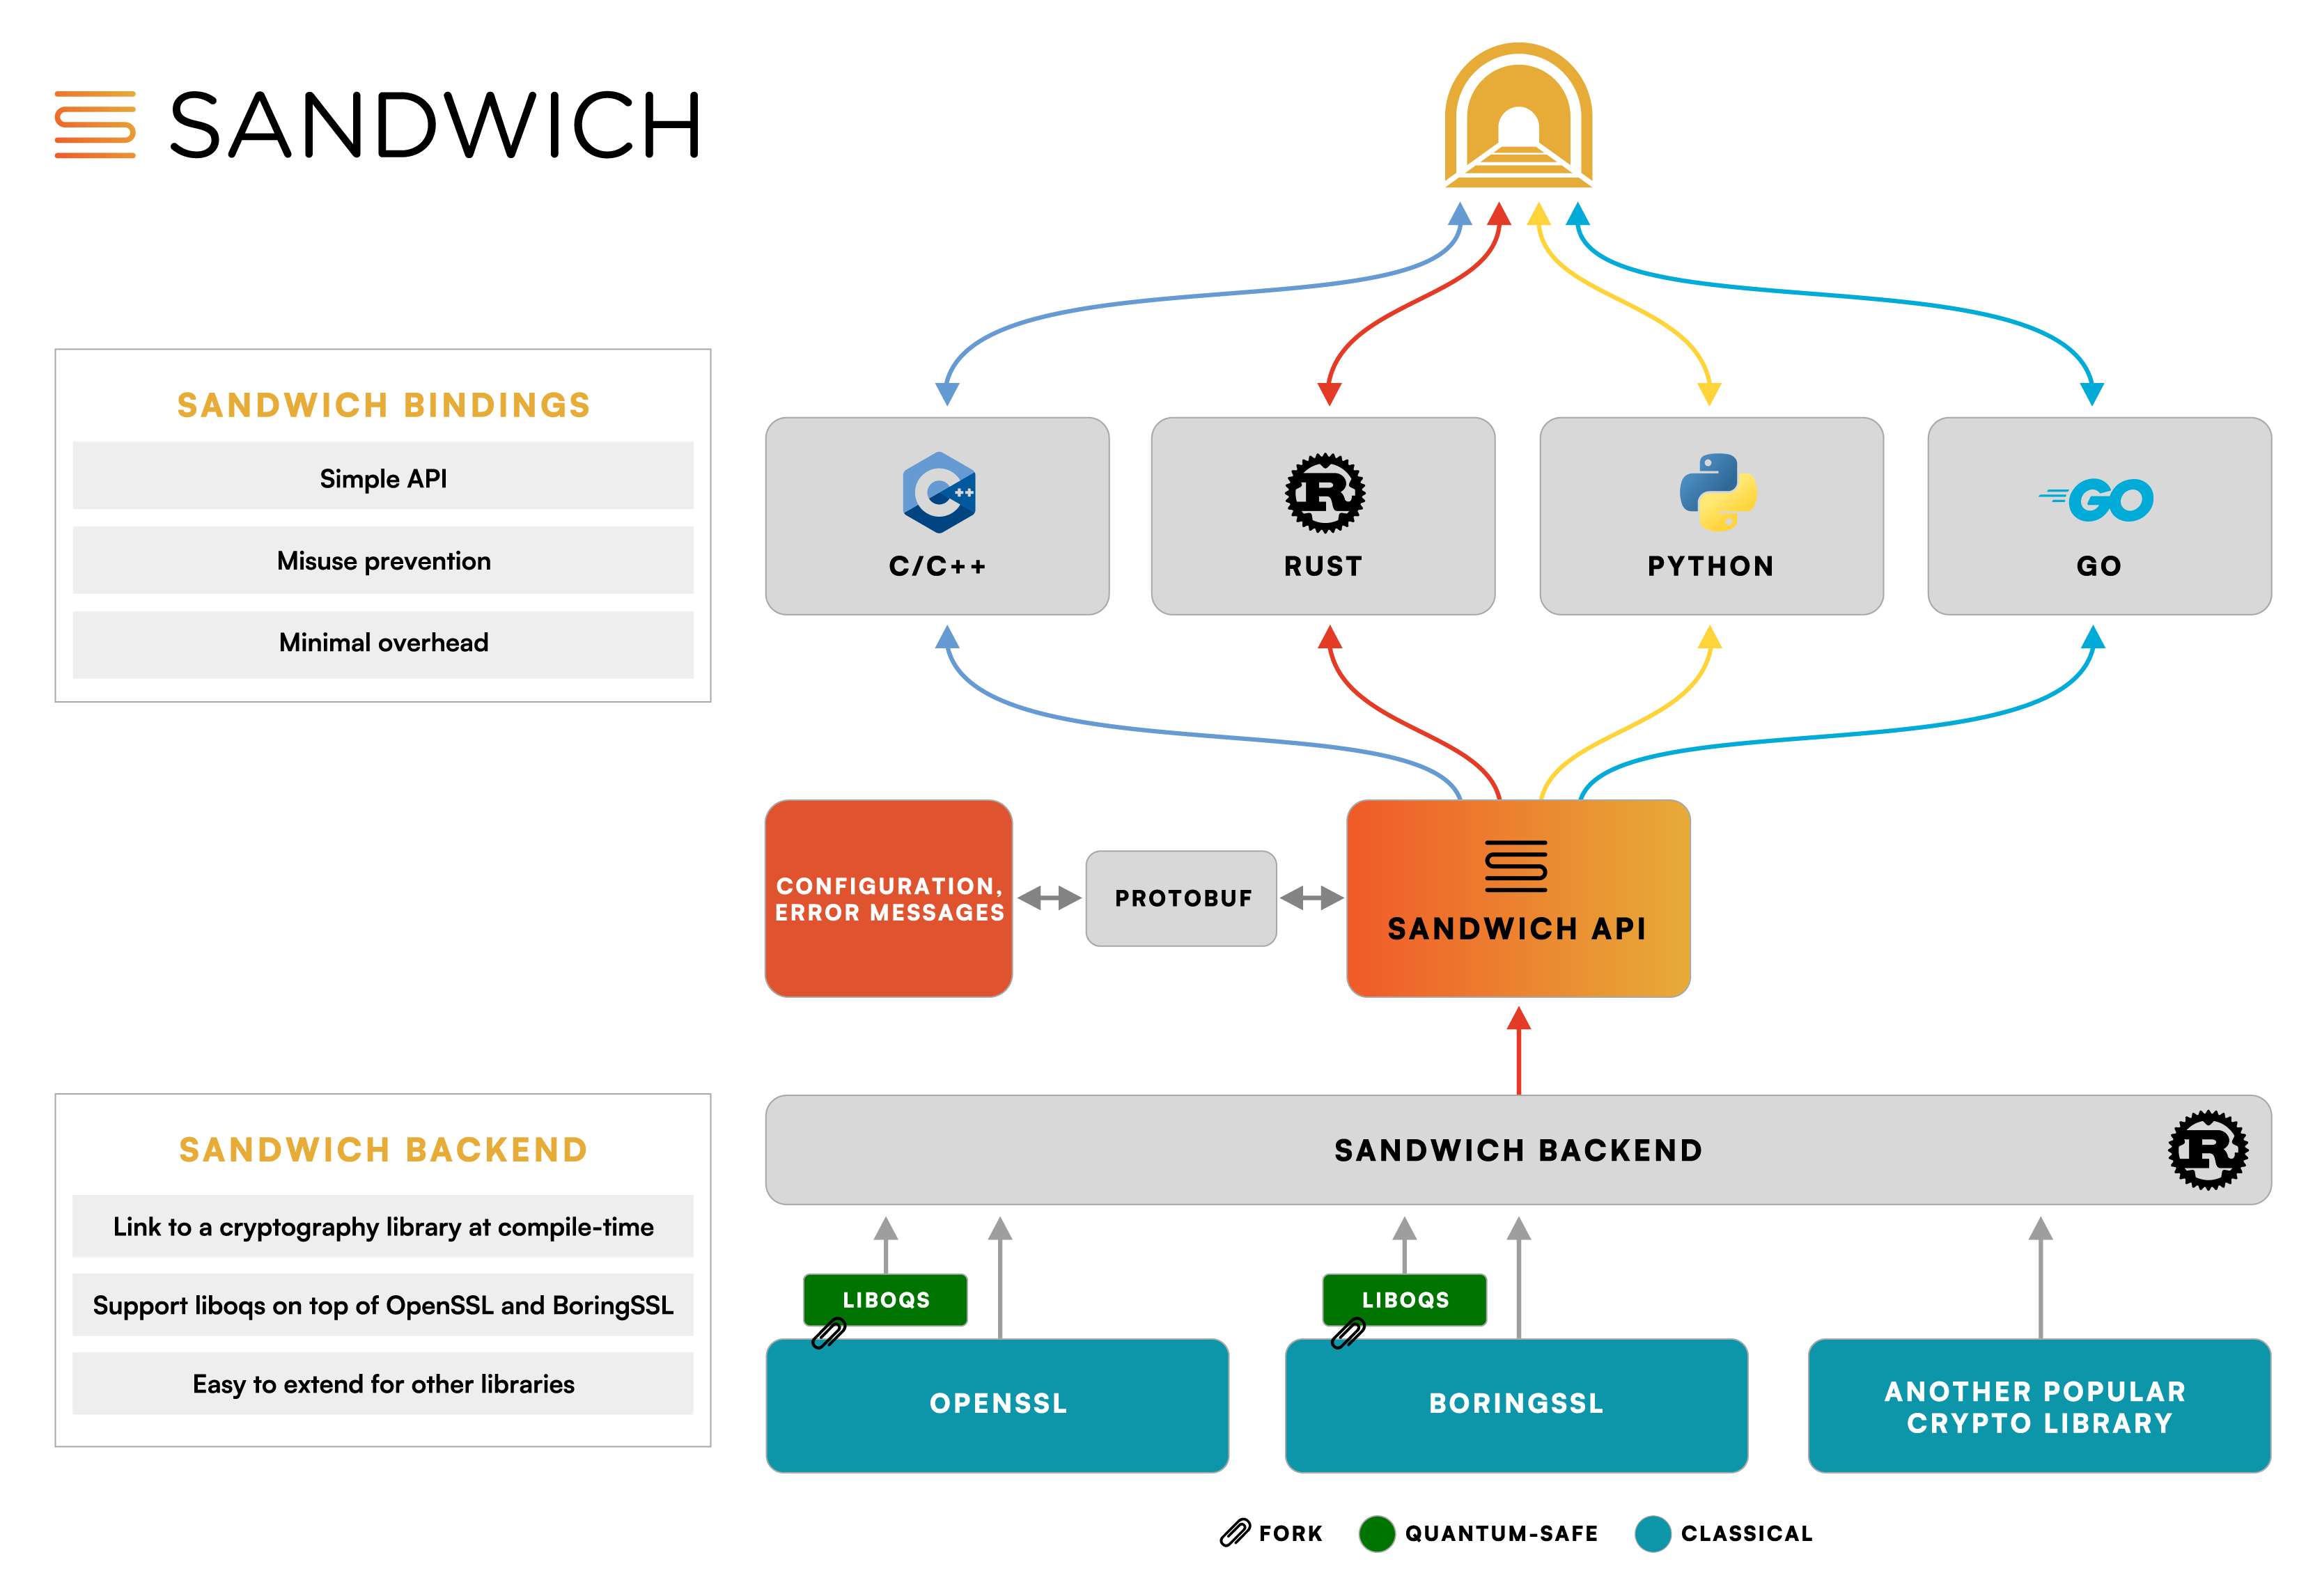 SANDWICH
SANDWICH BINDINGS
Simple API
Misuse prevention
Minimal overhead
C++
C/C++
R
RUST
PYTHON
GO
GO
CONFIGURATION,
ERROR MESSAGES
PROTOBUF
SANDWICH API
SANDWICH BACKEND
Link to a cryptography library at compile-time
Support liboqs on top of OpenSSL and BoringSSL
Easy to extend for other libraries
SANDWICH BACKEND
R
LIBOQS
LIBOQS
OPENSSL
BORINGSSL
ANOTHER POPULAR
CRYPTO LIBRARY
FORK
QUANTUM-SAFE
CLASSICAL